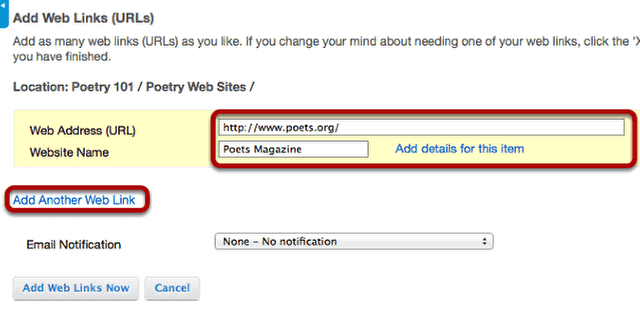 Add Web Links (URLs)
Add as many web links (URLs) as you like. If you change your mind about needing one of your web links, click the 'X
you have finished.
Location: Poetry 101 / Poetry Web Sites /
Web Address (URL) http://www.poets.org/
Website Name Poets Magazine Add details for this item
Add Another Web Link
Email Notification None - No notification
Add Web Links Now Cancel